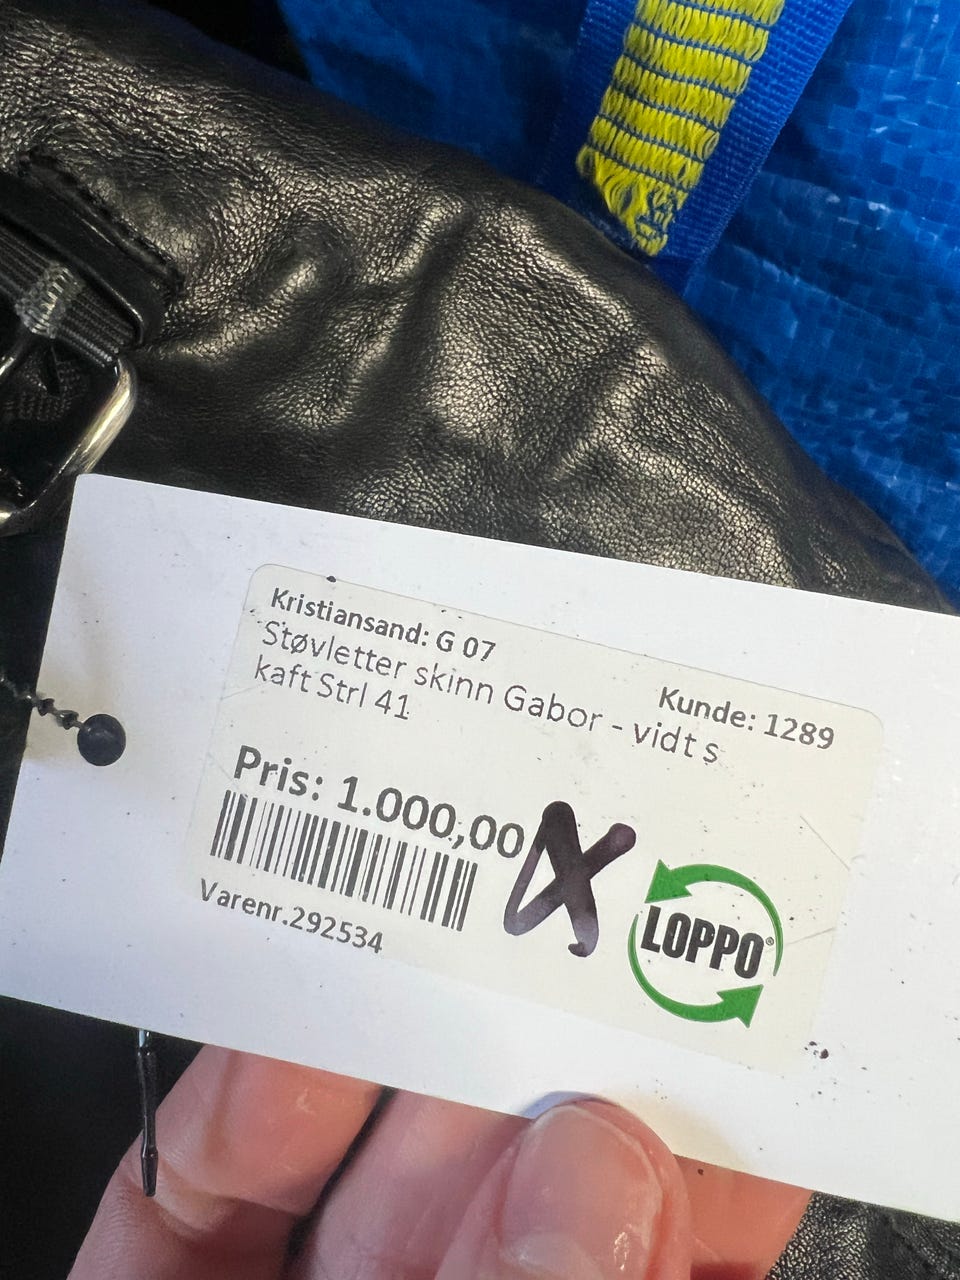 Kristiansand: G 07
Kunde: 1289
Støvletter skinn Gabor - vidt s
kaft Strl 41
Pris: 1.000,00
X
Varenr.292534
LOPPO®